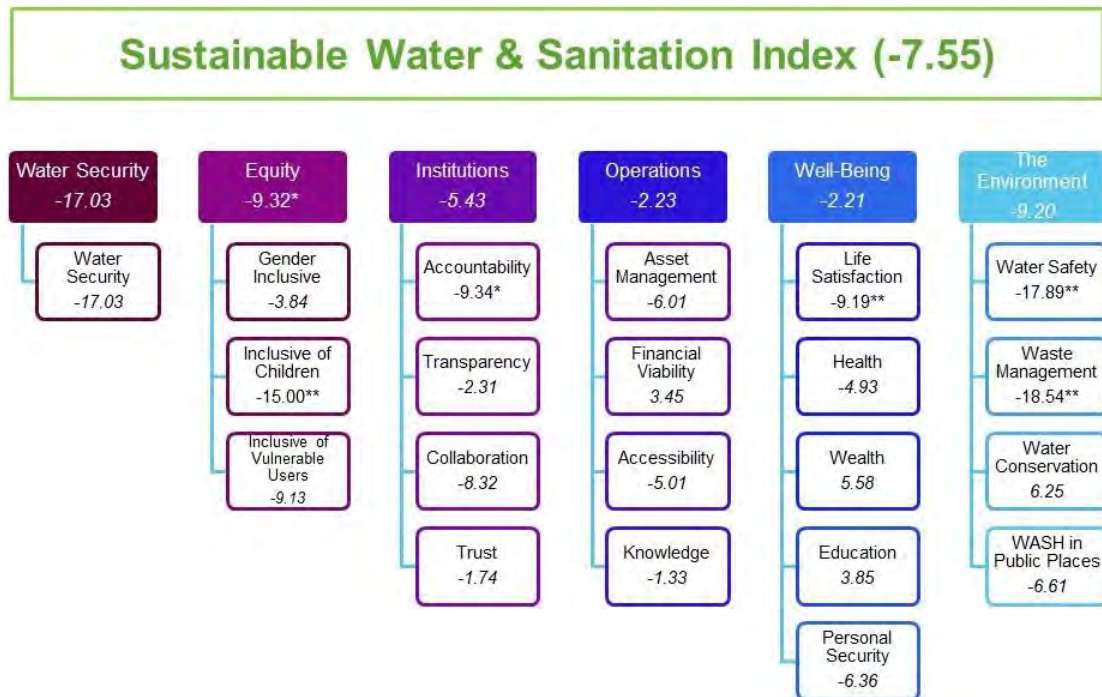 Sustainable Water & Sanitation Index (-7.55)
Water Security
-17.03
Water
Security
-17.03
Equity
-9.32*
Gender
Inclusive
-3.84
Inclusive of
Children
-15.00**
Inclusive of
Vulnerable
Users
-9.13
Institutions
-5.43
Accountability
-9.34*
Transparency
-2.31
Collaboration
-8.32
Trust
-1.74
Operations
-2.23
Asset
Management
-6.01
Financial
Viability
3.45
Accessibility
-5.01
Knowledge
-1.33
Well-Being
-2.21
Life
Satisfaction
-9.19**
Health
-4.93
Wealth
5.58
Education
3.85
Personal
Security
-6.36
The
Environment
-9.20
Water Safety
-17.89**
Waste
Management
-18.54**
Water
Conservation
6.25
WASH in
Public Places
-6.61